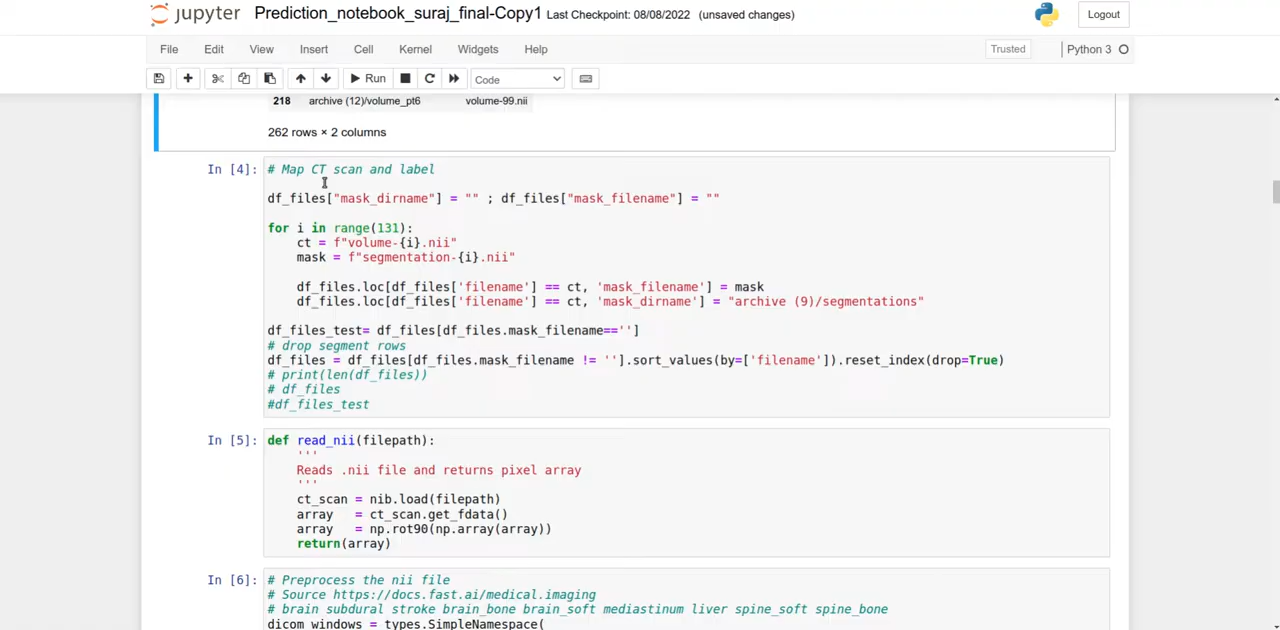 jupyter Prediction_notebook_suraj_final-Copy1 Last Checkpoint: 08/08/2022 (unsaved changes) Logout
File Edit View Insert Cell Kernel Widgets Help Trusted Python 3
Run Code
218 archive (12)/volume_pt6 volume-99.nii
262 rows × 2 columns
In [4]: # Map CT scan and label
df_files["mask_dirname"] = "" ; df_files["mask_filename"] = ""
for i in range(131):
    ct = f"volume-{i}.nii"
    mask = f"segmentation-{i}.nii"
    df_files.loc[df_files['filename'] == ct, 'mask_filename'] = mask
    df_files.loc[df_files['filename'] == ct, 'mask_dirname'] = "archive (9)/segmentations"
df_files_test= df_files[df_files.mask_filename=='']
# drop segment rows
df_files = df_files[df_files.mask_filename != ''].sort_values(by=['filename']).reset_index(drop=True)
# print(len(df_files))
# df_files
#df_files_test
In [5]: def read_nii(filepath):
    '''
    Reads .nii file and returns pixel array
    '''
    ct_scan = nib.load(filepath)
    array   = ct_scan.get_fdata()
    array   = np.rot90(np.array(array))
    return(array)
In [6]: # Preprocess the nii file
# Source https://docs.fast.ai/medical.imaging
# brain subdural stroke brain_bone brain_soft mediastinum liver spine_soft spine_bone
dicom_windows = types.SimpleNamespace(